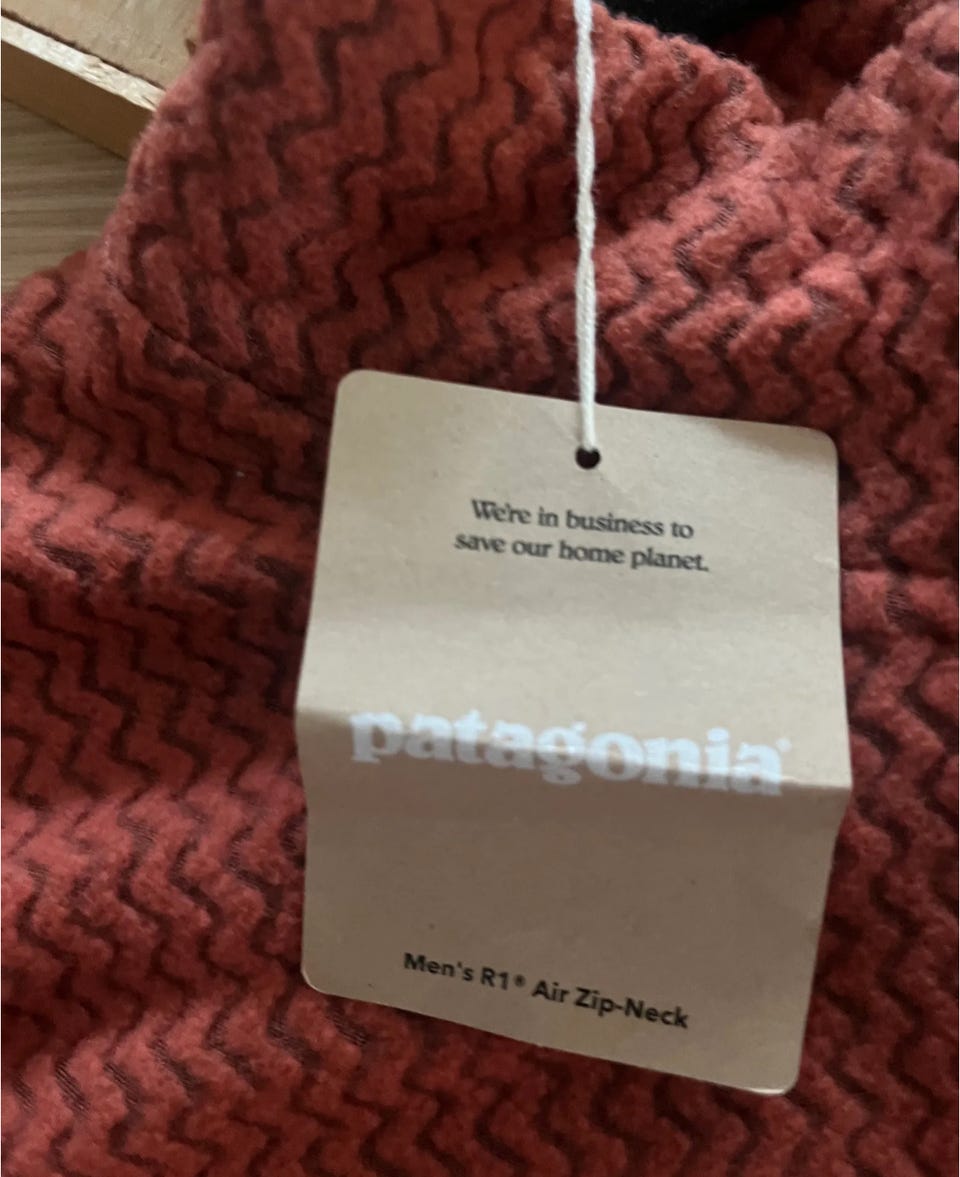 We're in business to
save our home planet.
patagonia®
Men's R1® Air Zip-Neck